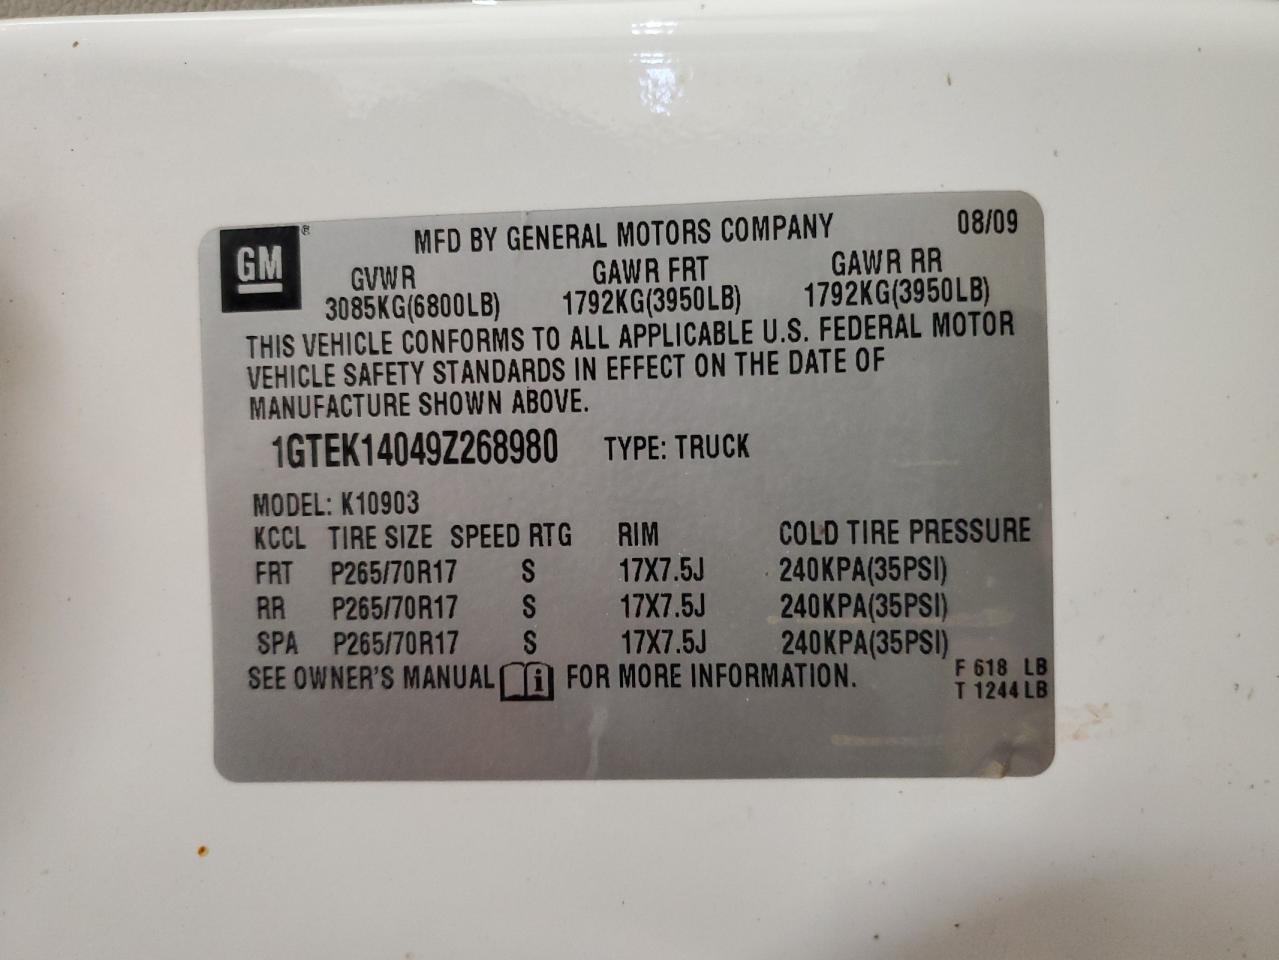 GM®
MFD BY GENERAL MOTORS COMPANY 08/09
GVWR GAWR FRT GAWR RR
3085KG(6800LB) 1792KG(3950LB) 1792KG(3950LB)
THIS VEHICLE CONFORMS TO ALL APPLICABLE U.S. FEDERAL MOTOR
VEHICLE SAFETY STANDARDS IN EFFECT ON THE DATE OF
MANUFACTURE SHOWN ABOVE.
1GTEK14049Z268980 TYPE: TRUCK
MODEL: K10903
KCCL TIRE SIZE SPEED RTG RIM COLD TIRE PRESSURE
FRT P265/70R17 S 17X7.5J 240KPA(35PSI)
RR P265/70R17 S 17X7.5J 240KPA(35PSI)
SPA P265/70R17 S 17X7.5J 240KPA(35PSI)
SEE OWNER'S MANUAL i FOR MORE INFORMATION.
F 618 LB
T 1244 LB